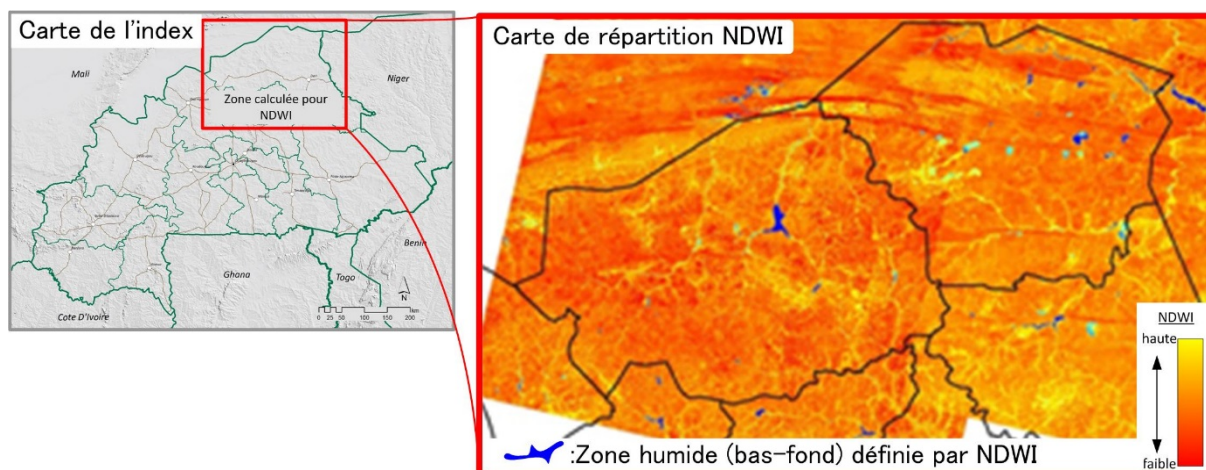 Carte de l'index
Mali
Niger
Zone calculée pour
NDWI
Benin
Ghana
Togo
Cote D'Ivoire
N
0 25 50 100 150 200
Carte de répartition NDWI
NDWI
haute
faible
:Zone humide (bas-fond) définie par NDWI